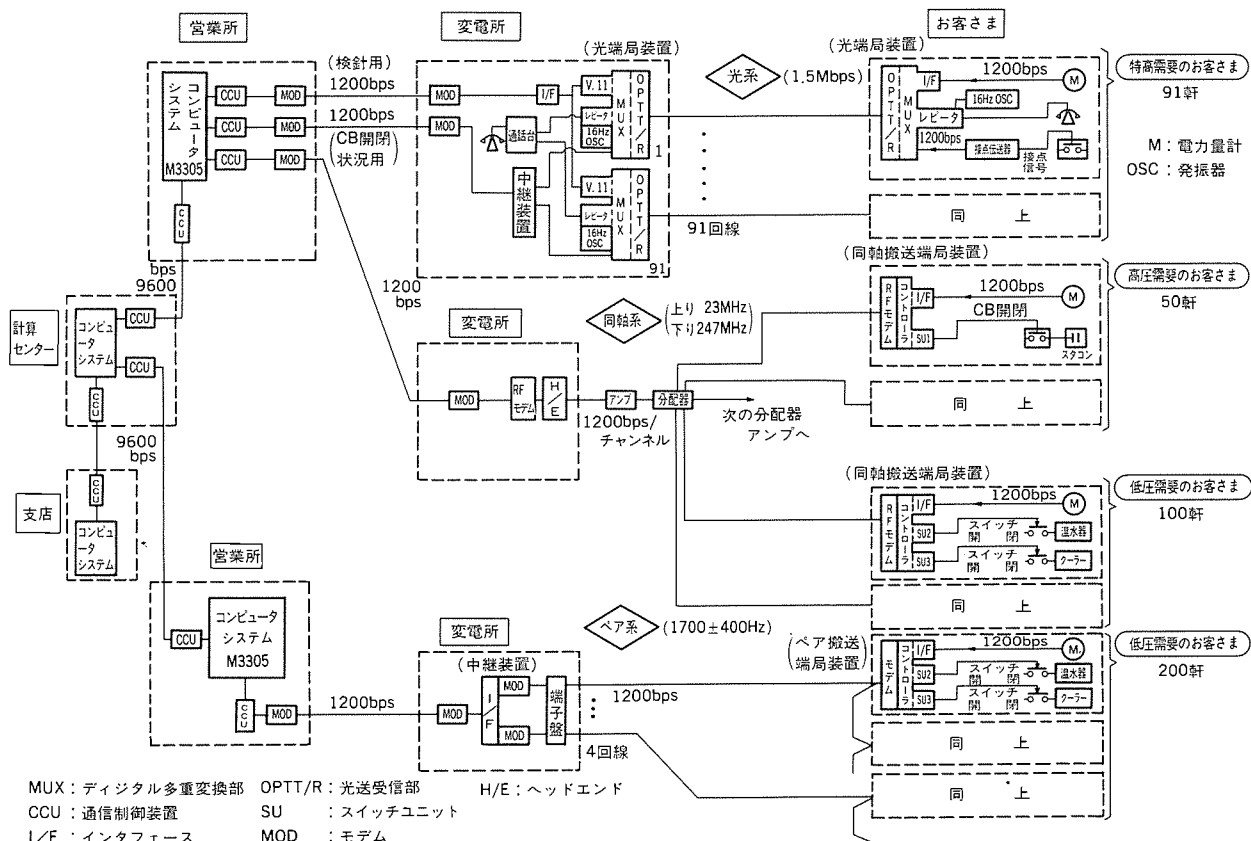 営業所
コンピュータ
システム
M3305
CCU
MOD
CCU
MOD
CCU
MOD
CCU
bps
9600
(検針用)
1200bps
1200bps
(CB開閉
状況用)
1200
bps
変電所
(光端局装置)
MOD
I/F
MOD
通話台
中継装置
V.11
レピータ
16Hz
OSC
MUX
OPTT/R
1
V.11
レピータ
16Hz
OSC
MUX
OPTT/R
91
光系
(1.5Mbps)
91回線
お客さま
(光端局装置)
OPTT/R
MUX
I/F
1200bps
M
16Hz OSC
レピータ
1200bps
接点伝送器
接点
信号
同 上
特高需要のお客さま
91軒
M:電力量計
OSC:発振器
計算
センター
コンピュ
ータ
システム
CCU
CCU
CCU
9600
bps
支店
CCU
コンピュ
ータ
システム
変電所
MOD
RF
モデム
H/E
同軸系
(上り 23MHz
下り247MHz)
アンプ
分配器
1200bps/
チャンネル
次の分配器
アンプへ
(同軸搬送端局装置)
RFモデム
コントローラ
I/F
1200bps
M
SU1
CB開閉
スタコン
同 上
高圧需要のお客さま
50軒
(同軸搬送端局装置)
RFモデム
コントローラ
I/F
1200bps
M
SU2
スイッチ
開 閉
温水器
SU3
スイッチ
開 閉
クーラー
同 上
低圧需要のお客さま
100軒
営業所
コンピュータ
システム
M3305
CCU
CCU
MOD
1200bps
変電所
(中継装置)
MOD
I/F
MOD
MOD
端子盤
ペア系
(1700±400Hz)
1200bps
4回線
(ペア搬送
端局装置)
モデム
コントローラ
I/F
1200bps
M
SU2
スイッチ
開 閉
温水器
SU3
スイッチ
開 閉
クーラー
同 上
同 上
低圧需要のお客さま
200軒
MUX:ディジタル多重変換部 OPTT/R:光送受信部 H/E:ヘッドエンド
CCU:通信制御装置 SU :スイッチユニット
I/F :インタフェース MOD :モデム